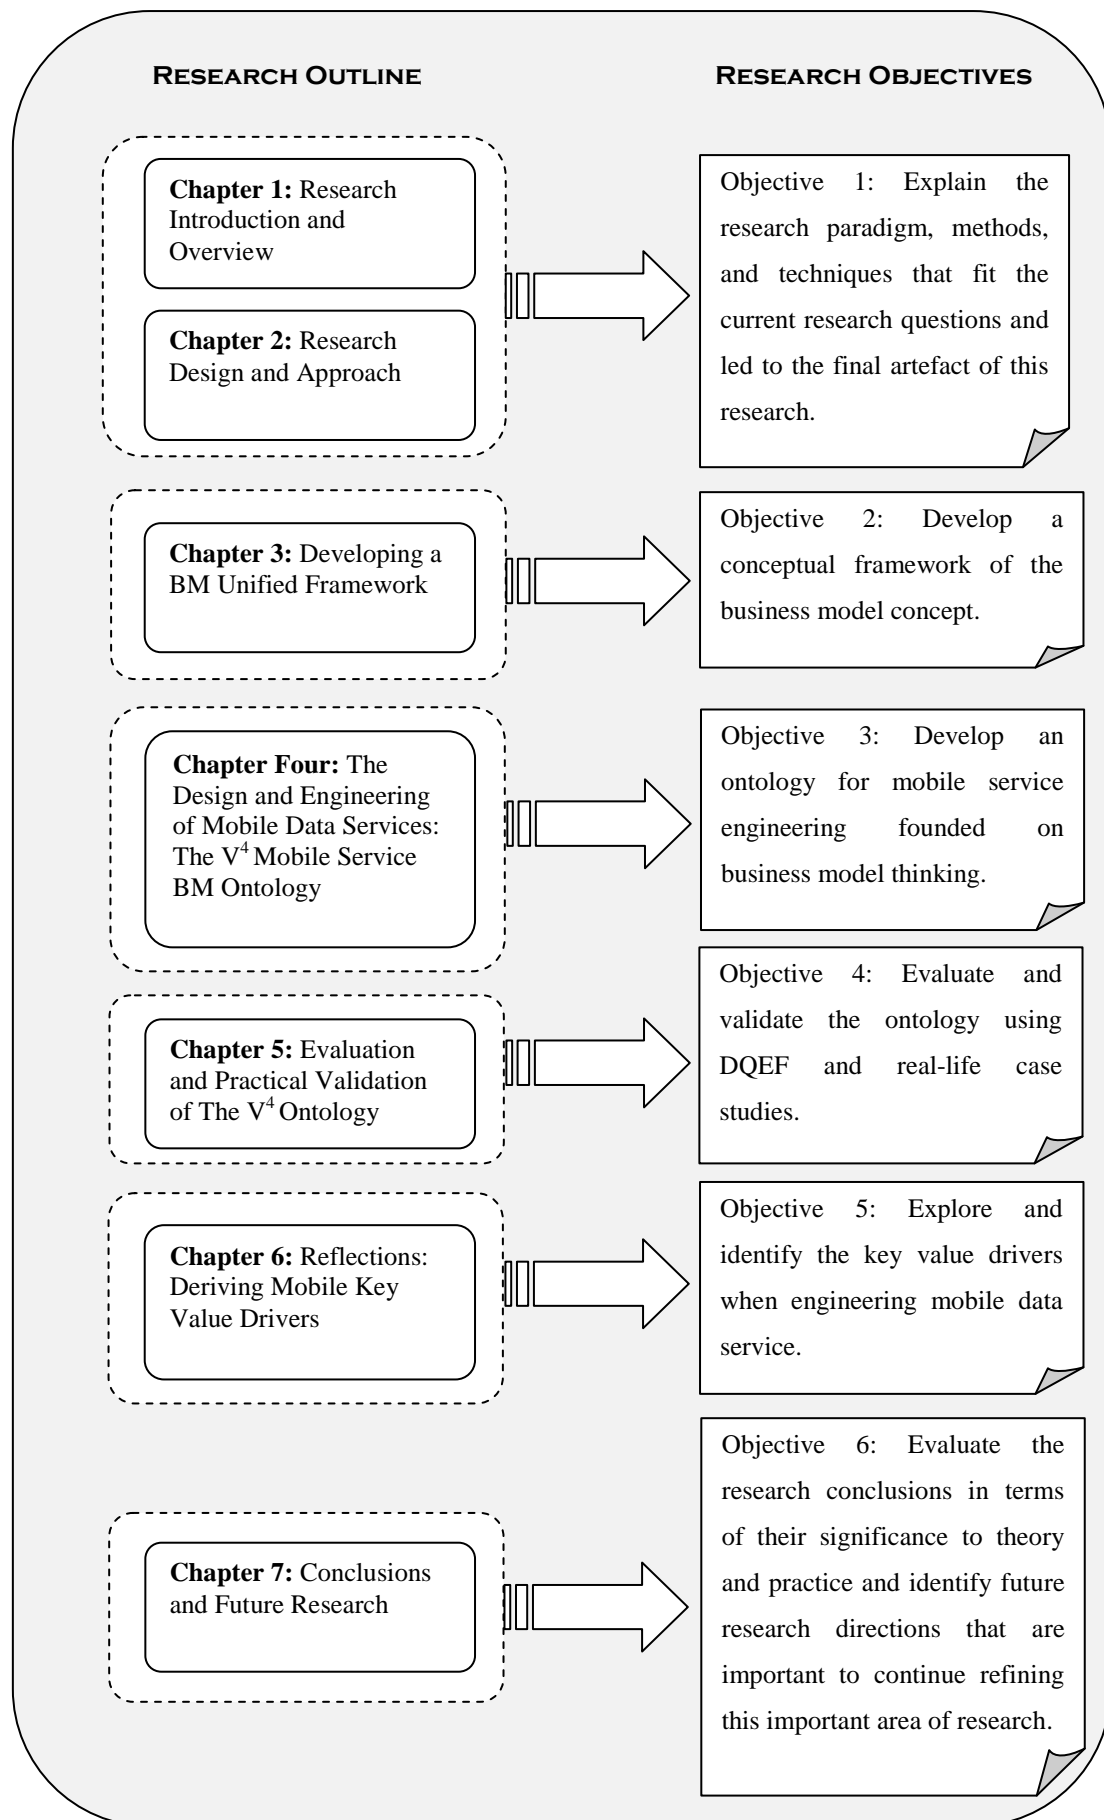 RESEARCH OUTLINE
RESEARCH OBJECTIVES
Chapter 1: Research
Introduction and
Overview
Chapter 2: Research
Design and Approach
Objective 1: Explain the
research paradigm, methods,
and techniques that fit the
current research questions and
led to the final artefact of this
research.
Chapter 3: Developing a
BM Unified Framework
Objective 2: Develop a
conceptual framework of the
business model concept.
Chapter Four: The
Design and Engineering
of Mobile Data Services:
The V⁴ Mobile Service
BM Ontology
Objective 3: Develop an
ontology for mobile service
engineering founded on
business model thinking.
Chapter 5: Evaluation
and Practical Validation
of The V⁴ Ontology
Objective 4: Evaluate and
validate the ontology using
DQEF and real-life case
studies.
Chapter 6: Reflections:
Deriving Mobile Key
Value Drivers
Objective 5: Explore and
identify the key value drivers
when engineering mobile data
service.
Chapter 7: Conclusions
and Future Research
Objective 6: Evaluate the
research conclusions in terms
of their significance to theory
and practice and identify future
research directions that are
important to continue refining
this important area of research.